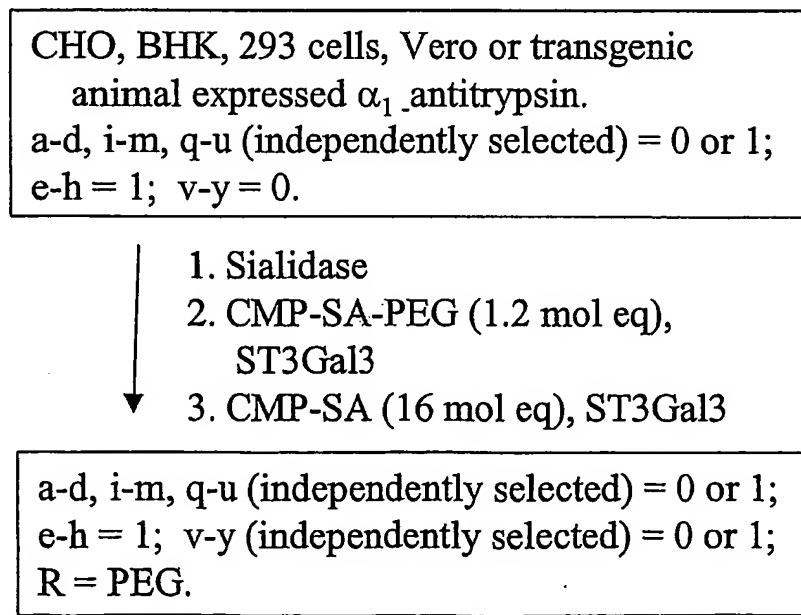 CHO, BHK, 293 cells, Vero or transgenic
animal expressed α₁ antitrypsin.
a-d, i-m, q-u (independently selected) = 0 or 1;
e-h = 1; v-y = 0.
1. Sialidase
2. CMP-SA-PEG (1.2 mol eq),
ST3Gal3
3. CMP-SA (16 mol eq), ST3Gal3
a-d, i-m, q-u (independently selected) = 0 or 1;
e-h = 1; v-y (independently selected) = 0 or 1;
R = PEG.